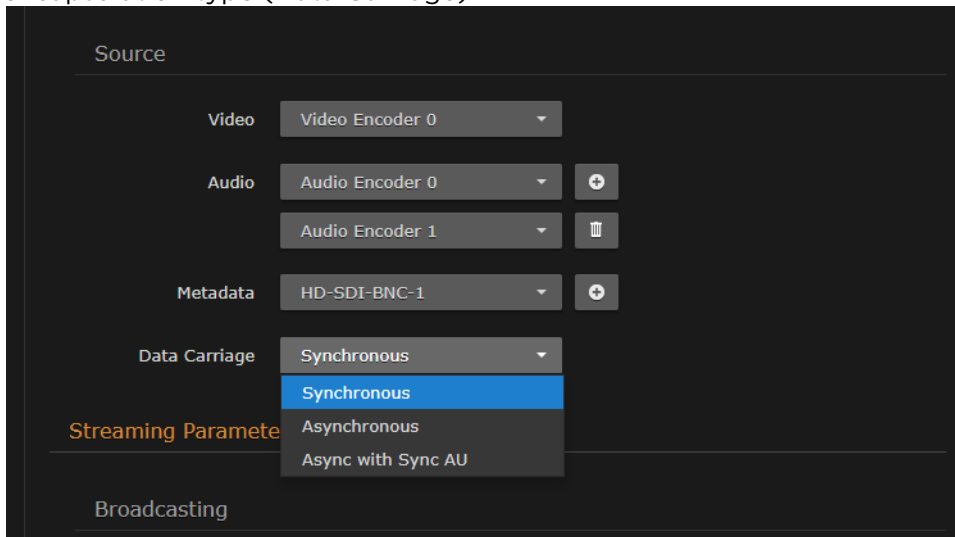 Source
Video Video Encoder 0
Audio Audio Encoder 0
Audio Encoder 1
Metadata HD-SDI-BNC-1
Data Carriage Synchronous
Synchronous
Asynchronous
Async with Sync AU
Broadcasting